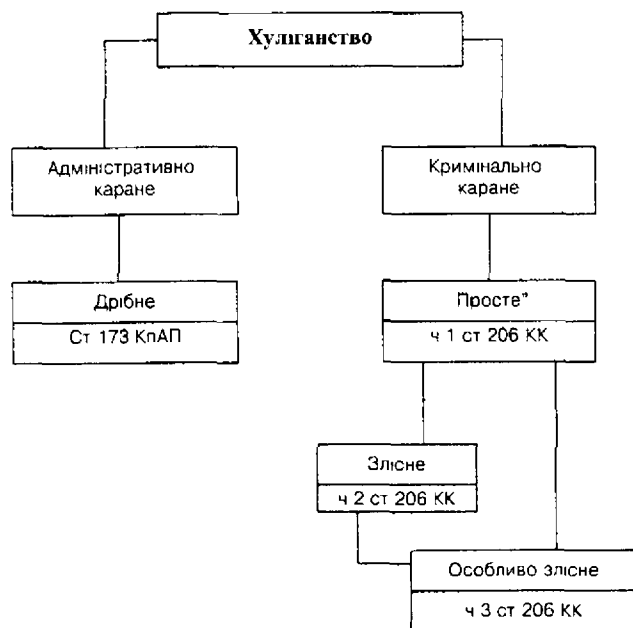 Хуліганство
Адміністративно
каране
Кримінально
каране
Дрібне
Ст 173 КпАП
Просте"
ч 1 ст 206 КК
Злісне
ч 2 ст 206 КК
Особливо злісне
ч 3 ст 206 КК